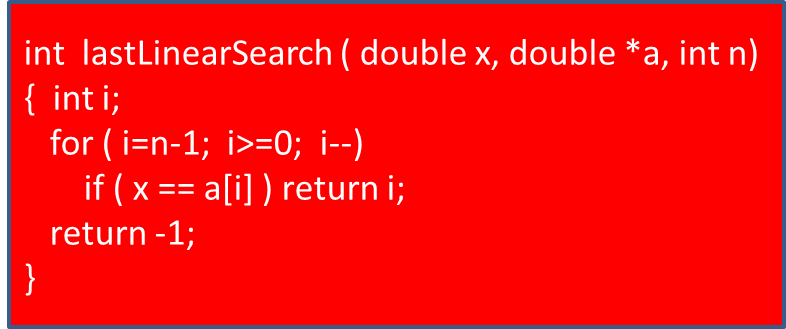 int  lastLinearSearch ( double x, double *a, int n)
{  int i;
   for ( i=n-1;  i>=0;  i--)
      if ( x == a[i] ) return i;
   return -1;
}